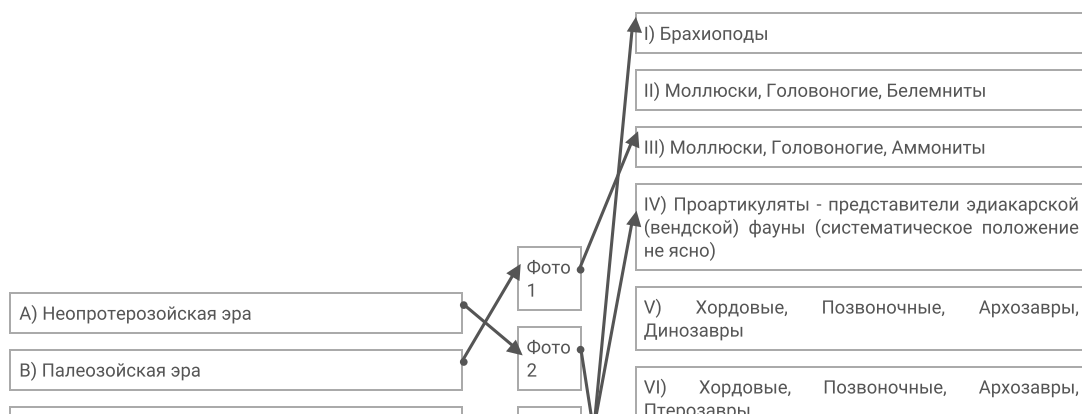 А) Неопротерозойская эра
В) Палеозойская эра
Фото
1
Фото
2
I) Брахиоподы
II) Моллюски, Головоногие, Белемниты
III) Моллюски, Головоногие, Аммониты
IV) Проартикуляты - представители эдиакарской
(вендской) фауны (систематическое положение
не ясно)
V) Хордовые, Позвоночные, Архозавры,
Динозавры
VI) Хордовые, Позвоночные, Архозавры,
Птерозавры